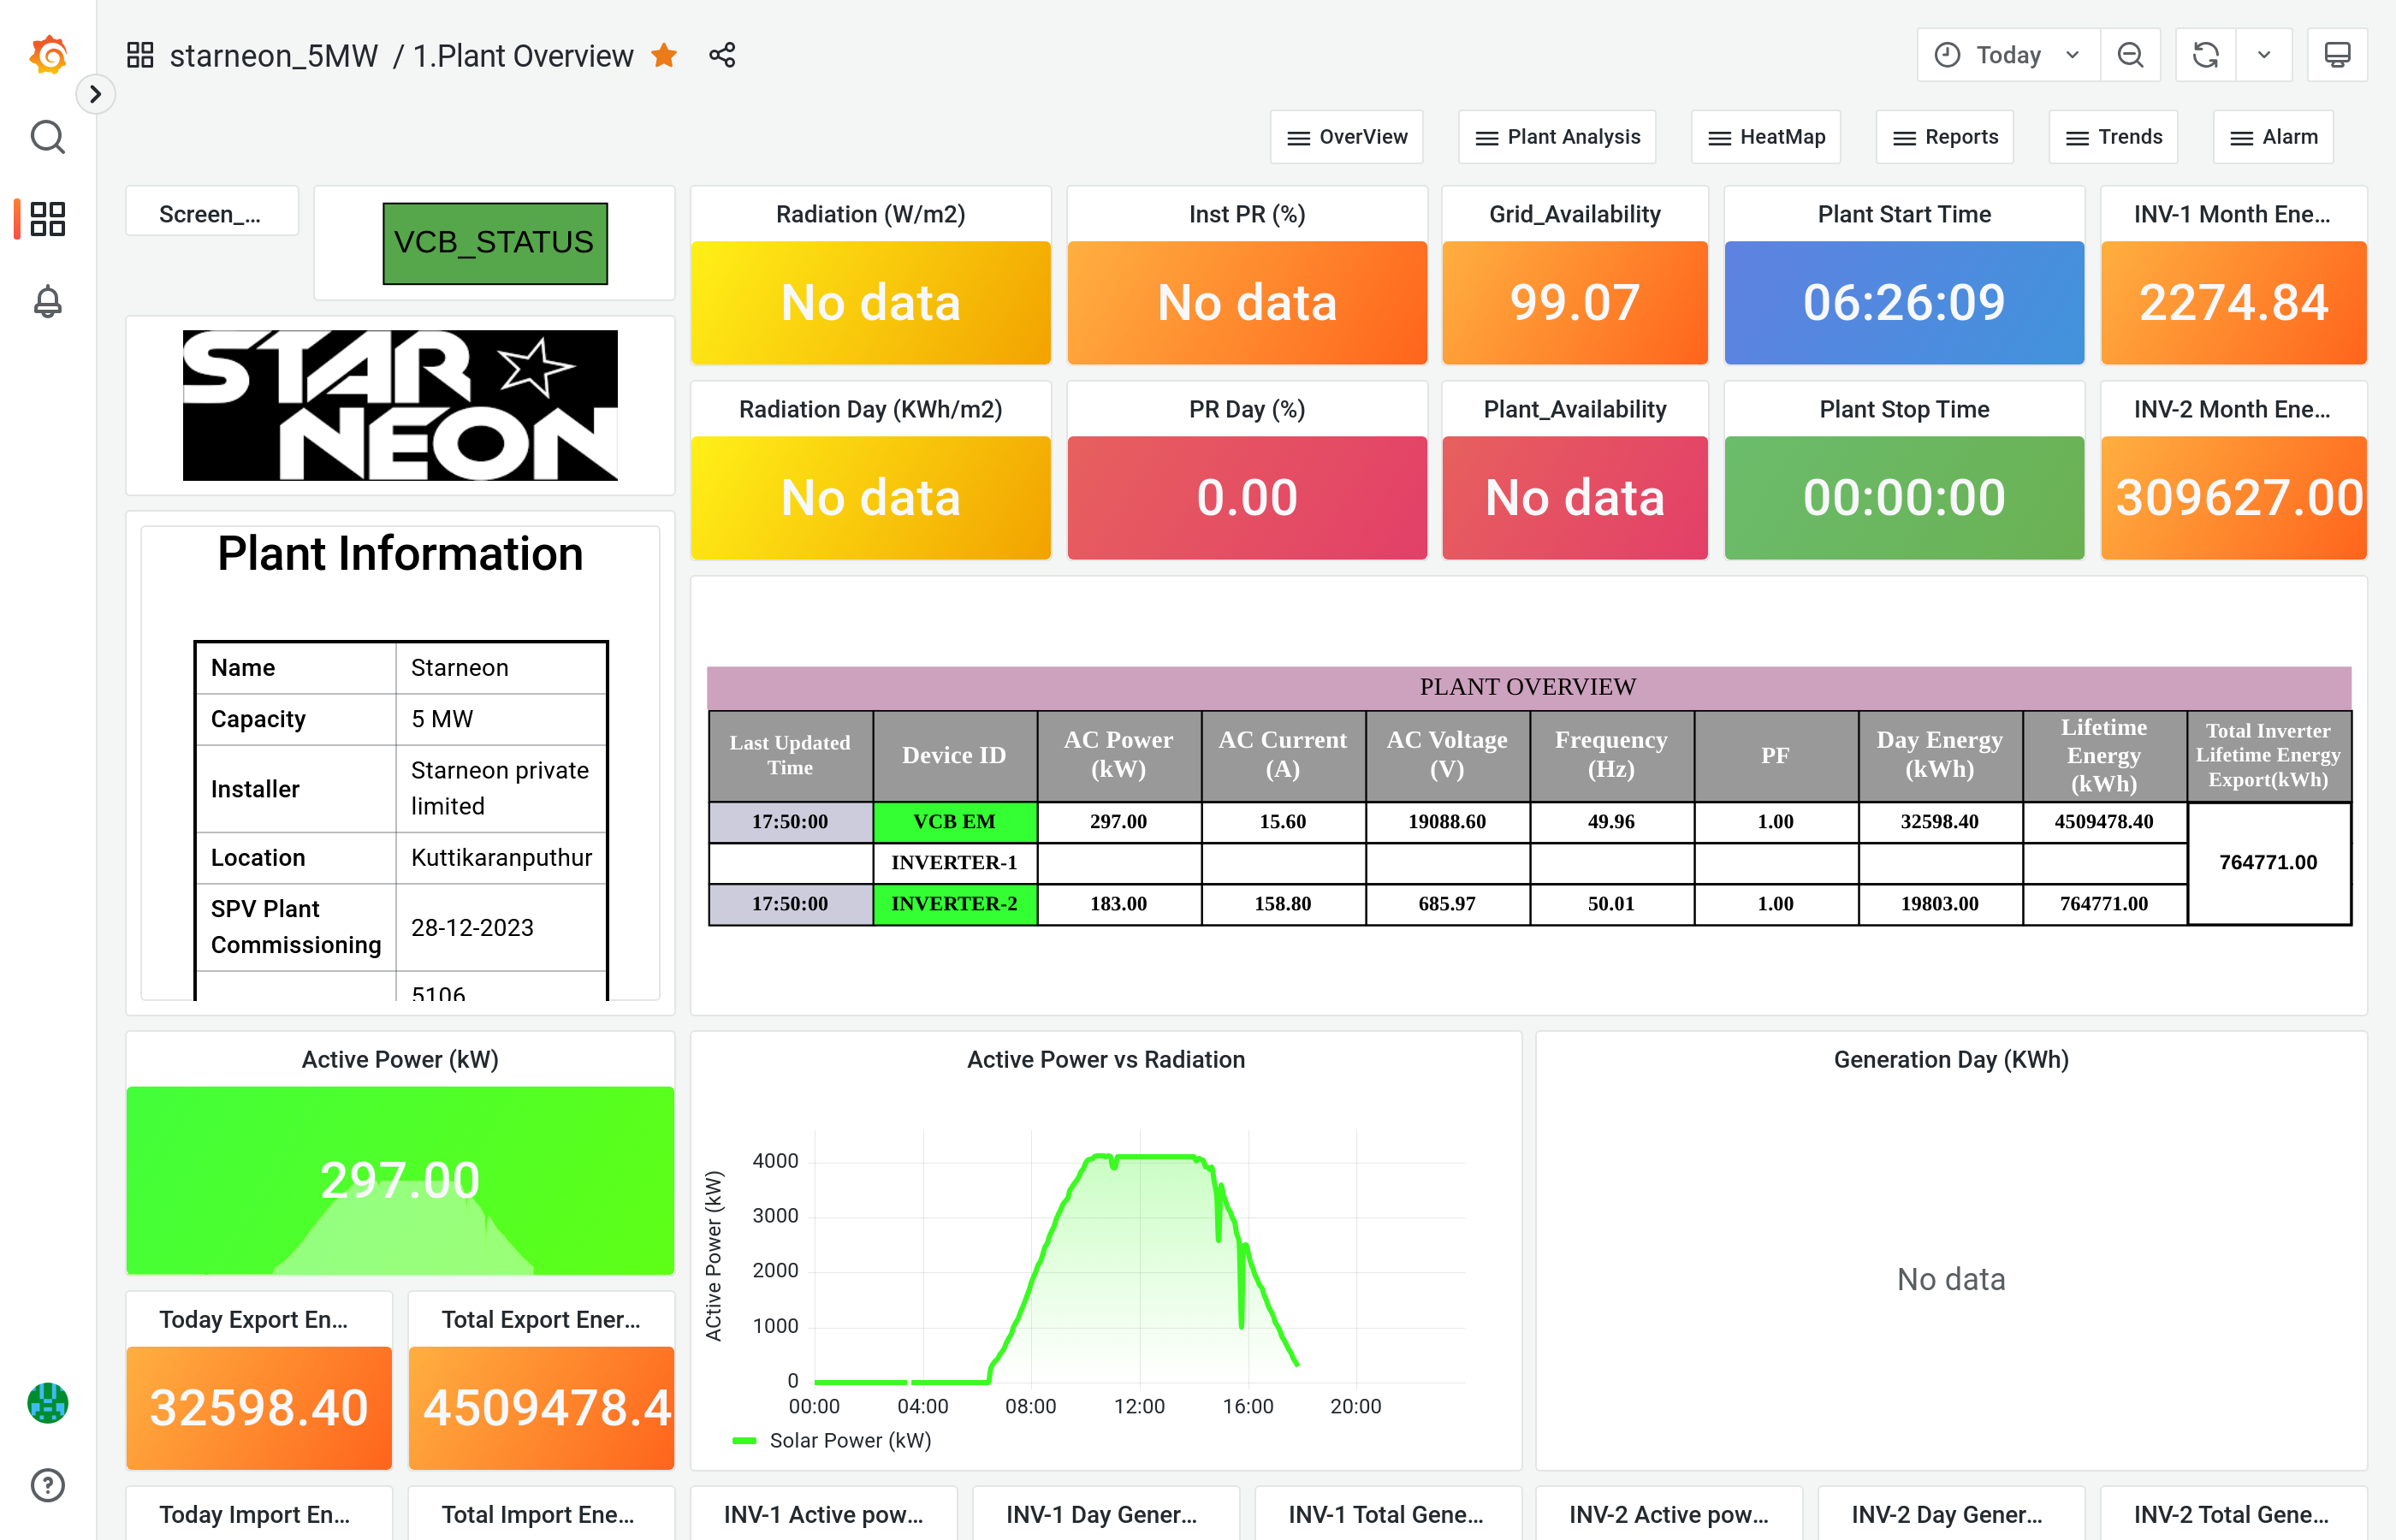 starneon_5MW / 1.Plant Overview
Today
OverView
Plant Analysis
HeatMap
Reports
Trends
Alarm
Screen_...
VCB_STATUS
Radiation (W/m2)
No data
Inst PR (%)
No data
Grid_Availability
99.07
Plant Start Time
06:26:09
INV-1 Month Ene...
2274.84
STAR
NEON
Radiation Day (KWh/m2)
No data
PR Day (%)
0.00
Plant_Availability
No data
Plant Stop Time
00:00:00
INV-2 Month Ene...
309627.00
Plant Information
Name Starneon
Capacity 5 MW
Installer Starneon private
limited
Location Kuttikaranputhur
SPV Plant
Commissioning 28-12-2023
5106
PLANT OVERVIEW
Last Updated
Time
Device ID
AC Power
(kW)
AC Current
(A)
AC Voltage
(V)
Frequency
(Hz)
PF
Day Energy
(kWh)
Lifetime
Energy
(kWh)
Total Inverter
Lifetime Energy
Export(kWh)
17:50:00 VCB EM 297.00 15.60 19088.60 49.96 1.00 32598.40 4509478.40
INVERTER-1
764771.00
17:50:00 INVERTER-2 183.00 158.80 685.97 50.01 1.00 19803.00 764771.00
Active Power (kW)
297.00
Today Export En...
32598.40
Total Export Ener...
4509478.4
Active Power vs Radiation
ACtive Power (kW)
4000
3000
2000
1000
0
00:00 04:00 08:00 12:00 16:00 20:00
Solar Power (kW)
Generation Day (KWh)
No data
Today Import En...
Total Import Ene...
INV-1 Active pow...
INV-1 Day Gener...
INV-1 Total Gene...
INV-2 Active pow...
INV-2 Day Gener...
INV-2 Total Gene...